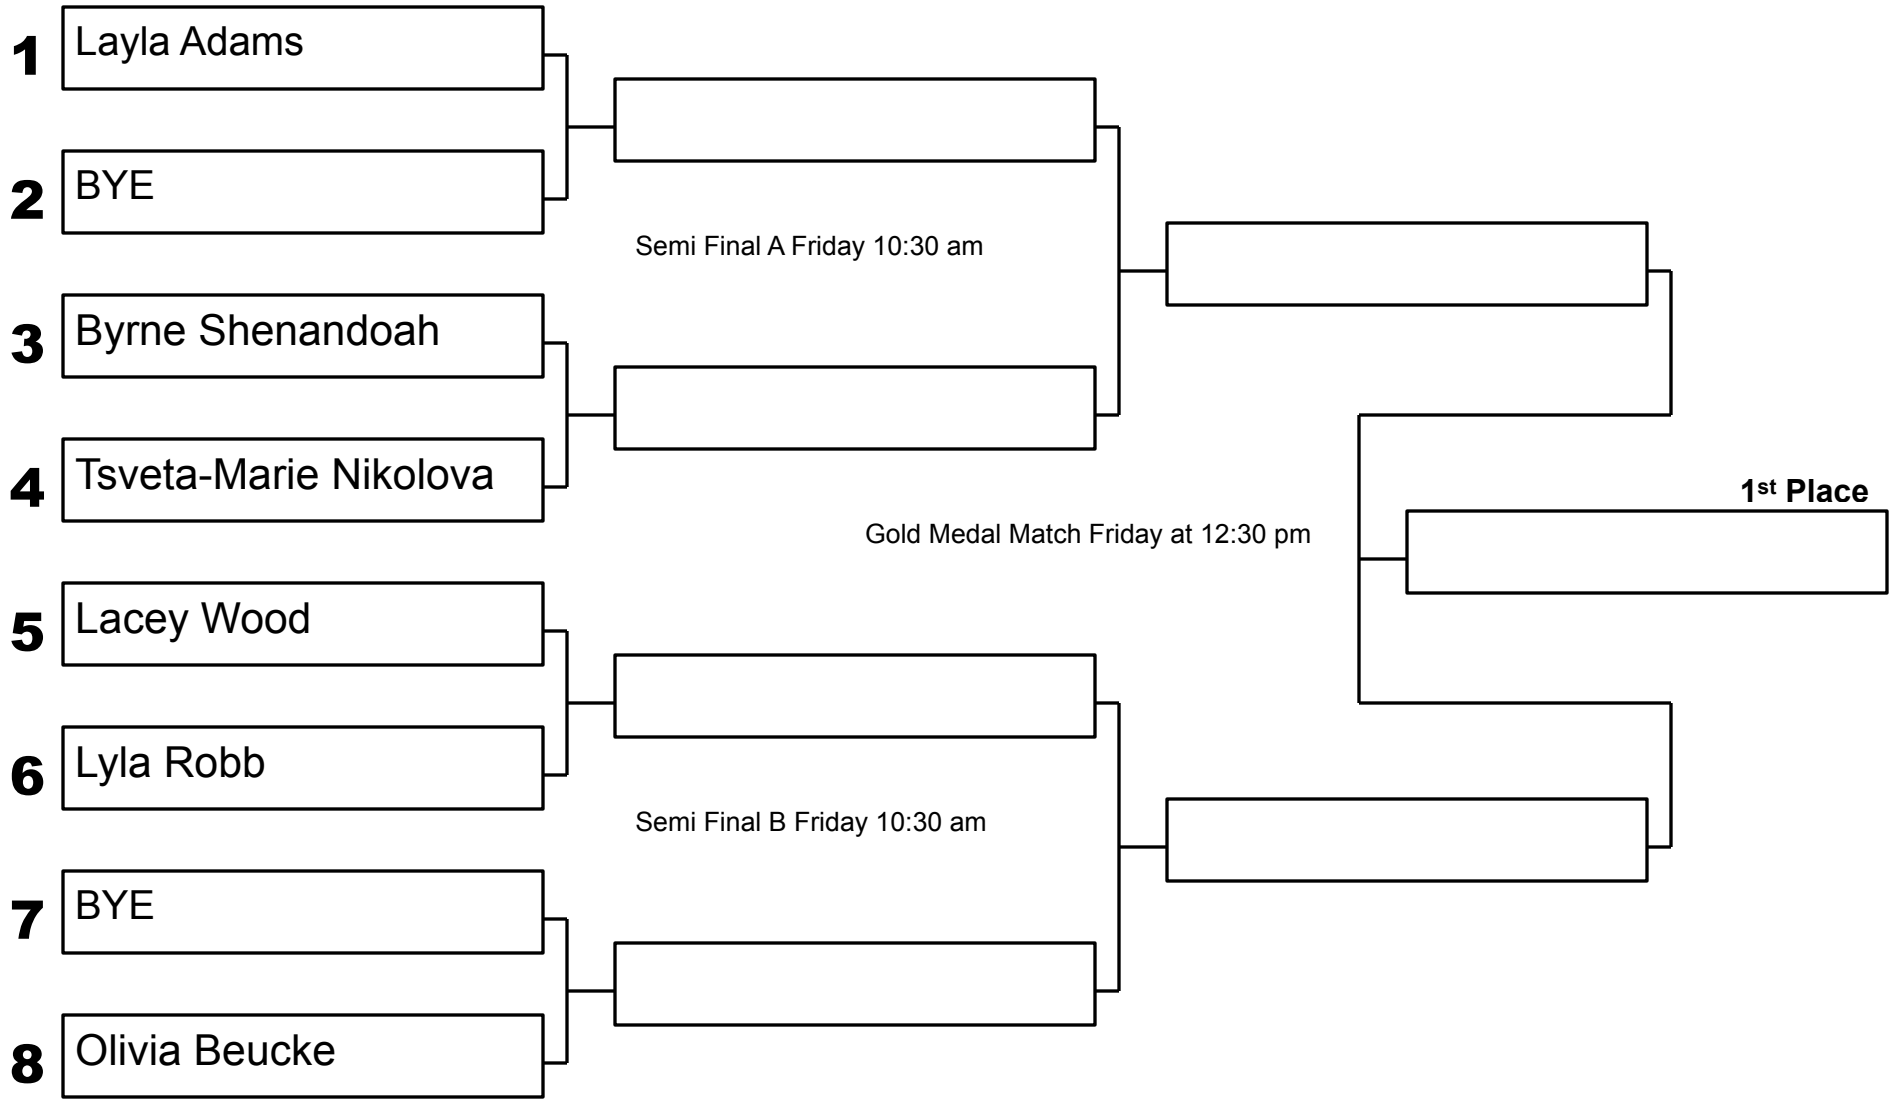 1 Layla Adams
2 BYE
Semi Final A Friday 10:30 am
3 Byrne Shenandoah
4 Tsveta-Marie Nikolova
1st Place
Gold Medal Match Friday at 12:30 pm
5 Lacey Wood
6 Lyla Robb
Semi Final B Friday 10:30 am
7 BYE
8 Olivia Beucke